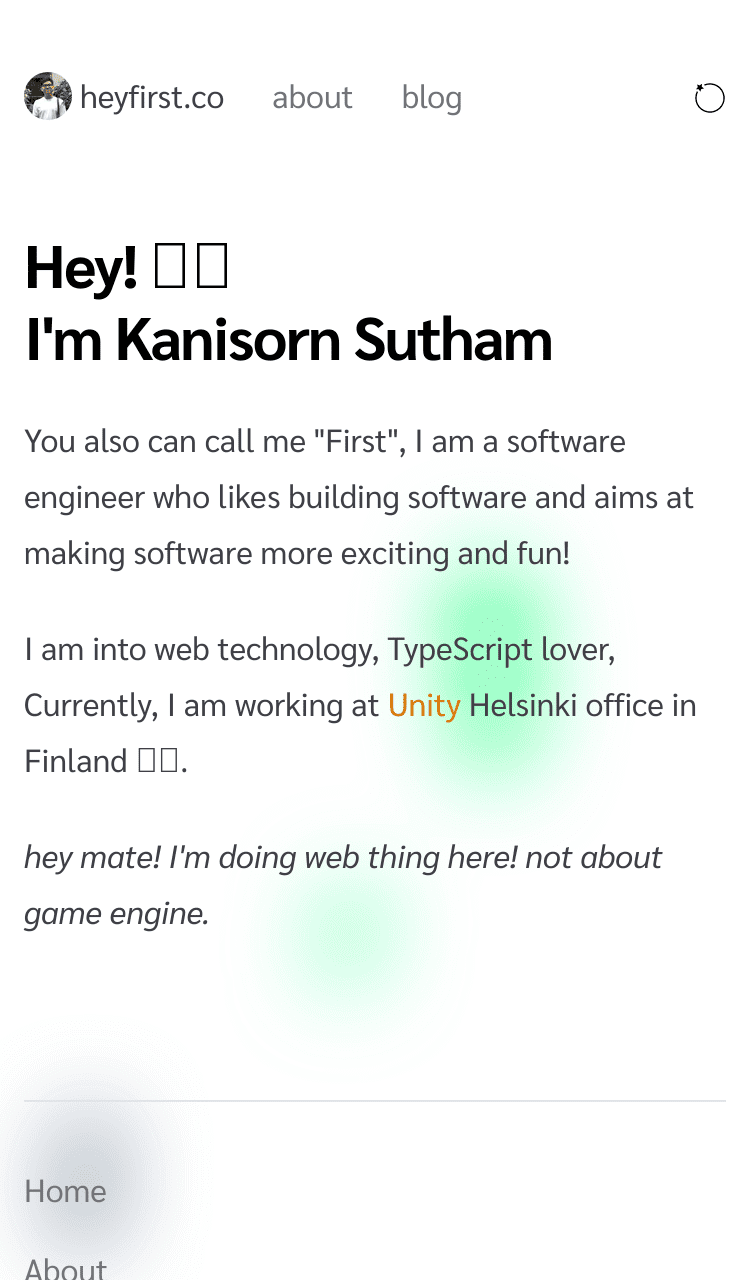 heyfirst.co about blog
Hey!
I'm Kanisorn Sutham
You also can call me "First", I am a software
engineer who likes building software and aims at
making software more exciting and fun!
I am into web technology, TypeScript lover,
Currently, I am working at Unity Helsinki office in
Finland .
hey mate! I'm doing web thing here! not about
game engine.
Home
About